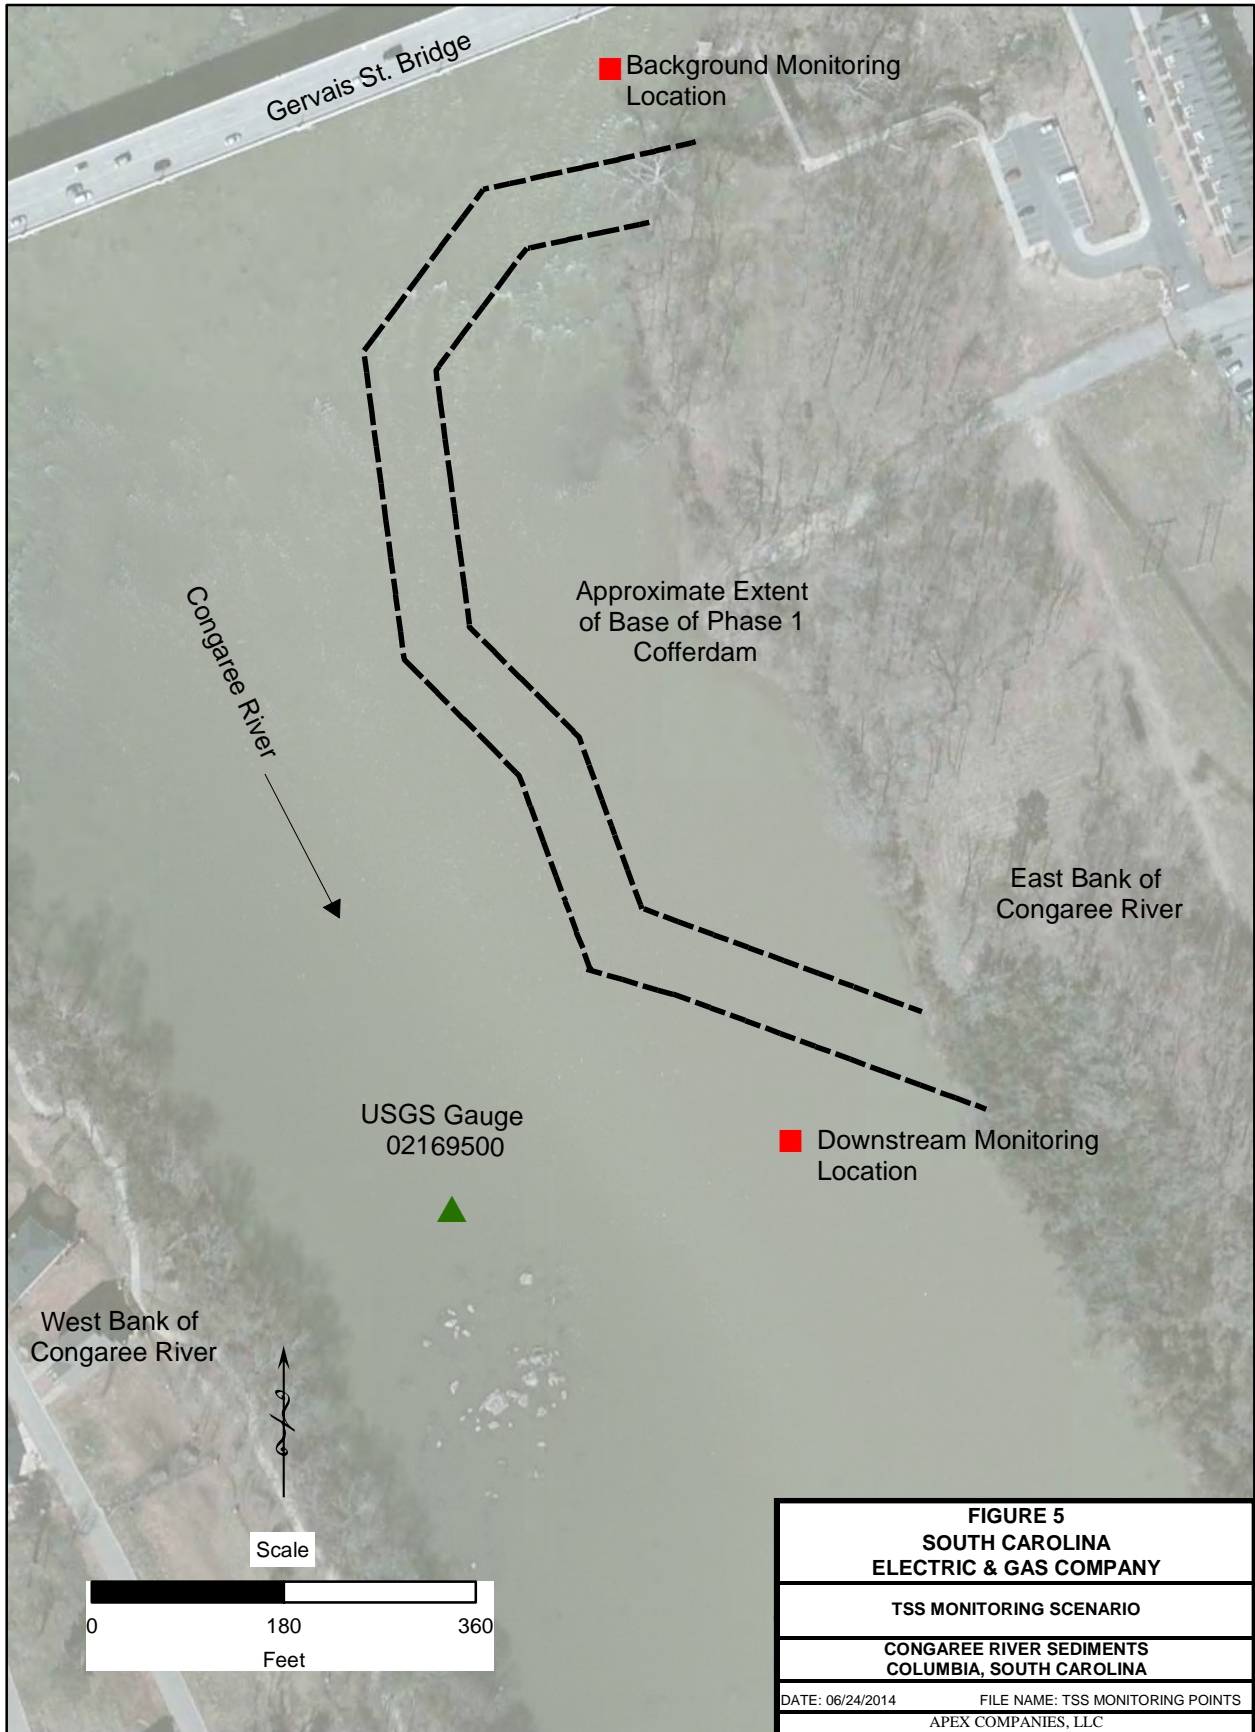 Gervais St. Bridge
Background Monitoring
Location
Approximate Extent
of Base of Phase 1
Cofferdam
Congaree River
East Bank of
Congaree River
USGS Gauge
02169500
Downstream Monitoring
Location
West Bank of
Congaree River
Scale
0 180 360
Feet
FIGURE 5
SOUTH CAROLINA
ELECTRIC & GAS COMPANY
TSS MONITORING SCENARIO
CONGAREE RIVER SEDIMENTS
COLUMBIA, SOUTH CAROLINA
DATE: 06/24/2014 FILE NAME: TSS MONITORING POINTS
APEX COMPANIES, LLC